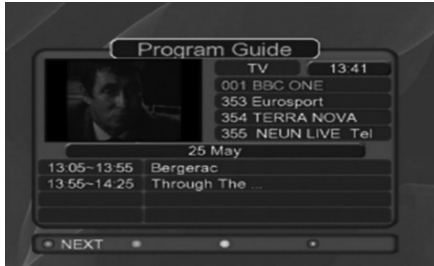 Program Guide
TV 13:41
001 BBC ONE
353 Eurosport
354 TERRA NOVA
355 NEUN LIVE Tel
25 May
13:05~13:55 Bergerac
13:55~14:25 Through The ...
NEXT